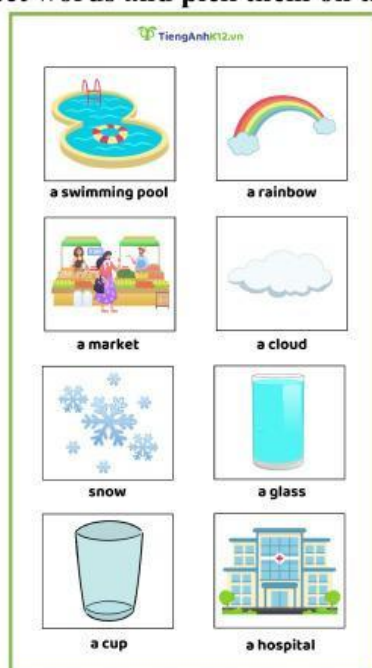 TiengAnhK12.vn
a swimming pool
a rainbow
a market
a cloud
snow
a glass
a cup
a hospital